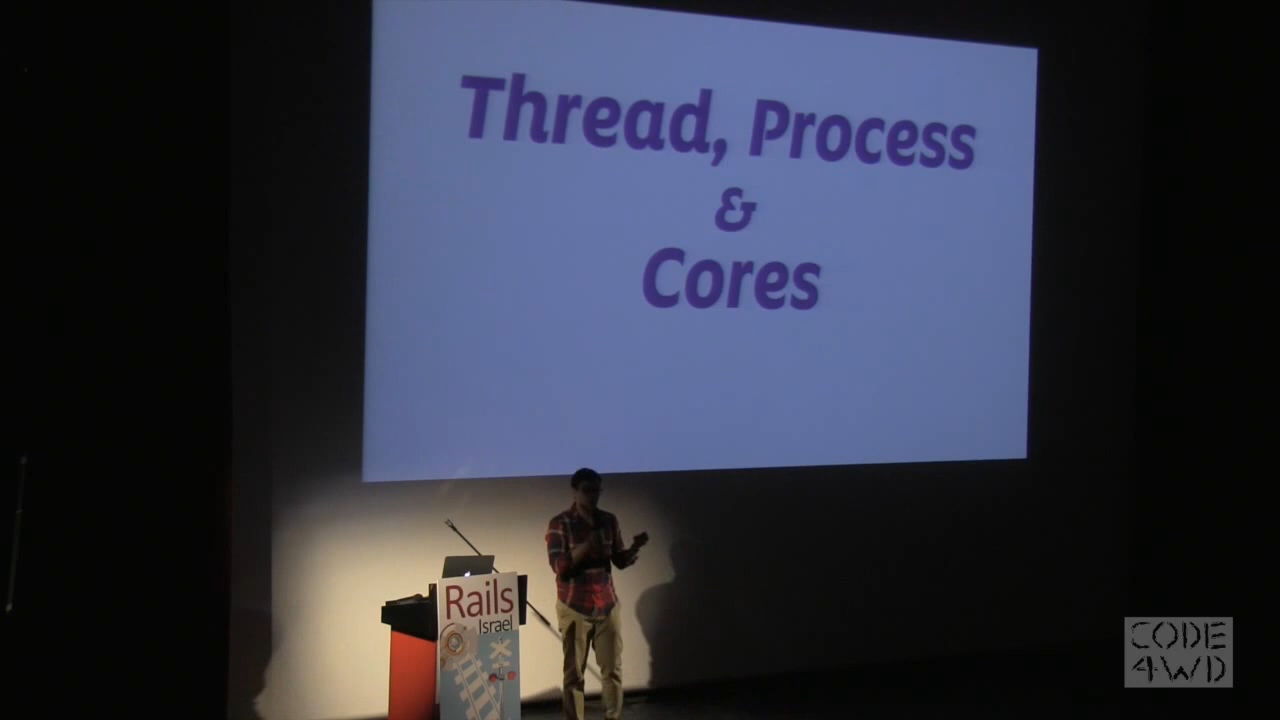 Thread, Process
&
Cores
Rails
Israel
CODE
4WD